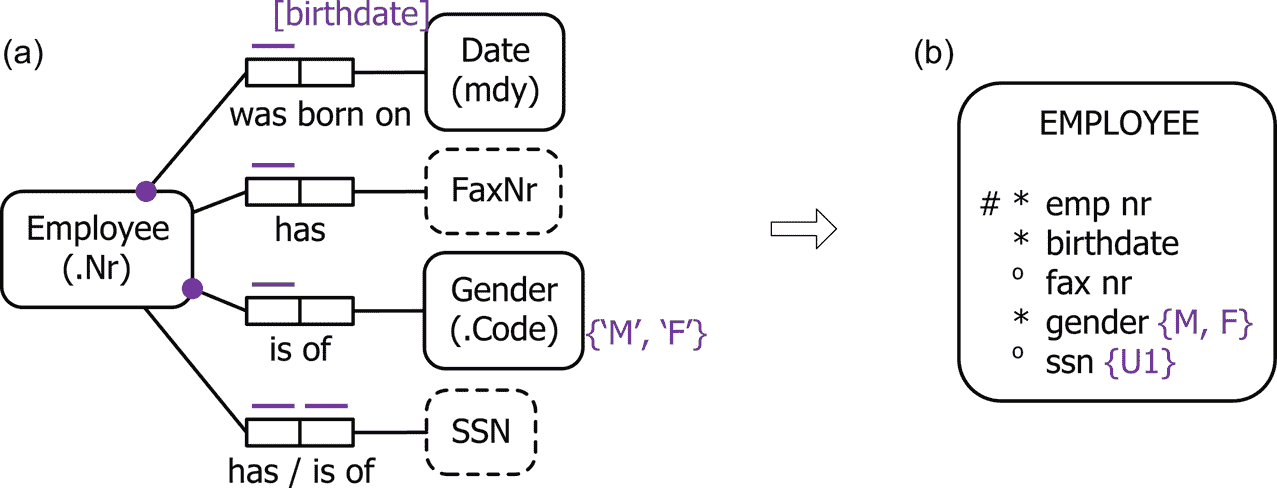 (a)
[birthdate]
Date
(mdy)
was born on
FaxNr
has
Employee
(.Nr)
Gender
(.Code)
{‘M’, ‘F’}
is of
SSN
has / is of
(b)
EMPLOYEE
# * emp nr
* birthdate
o fax nr
* gender {M, F}
o ssn {U1}